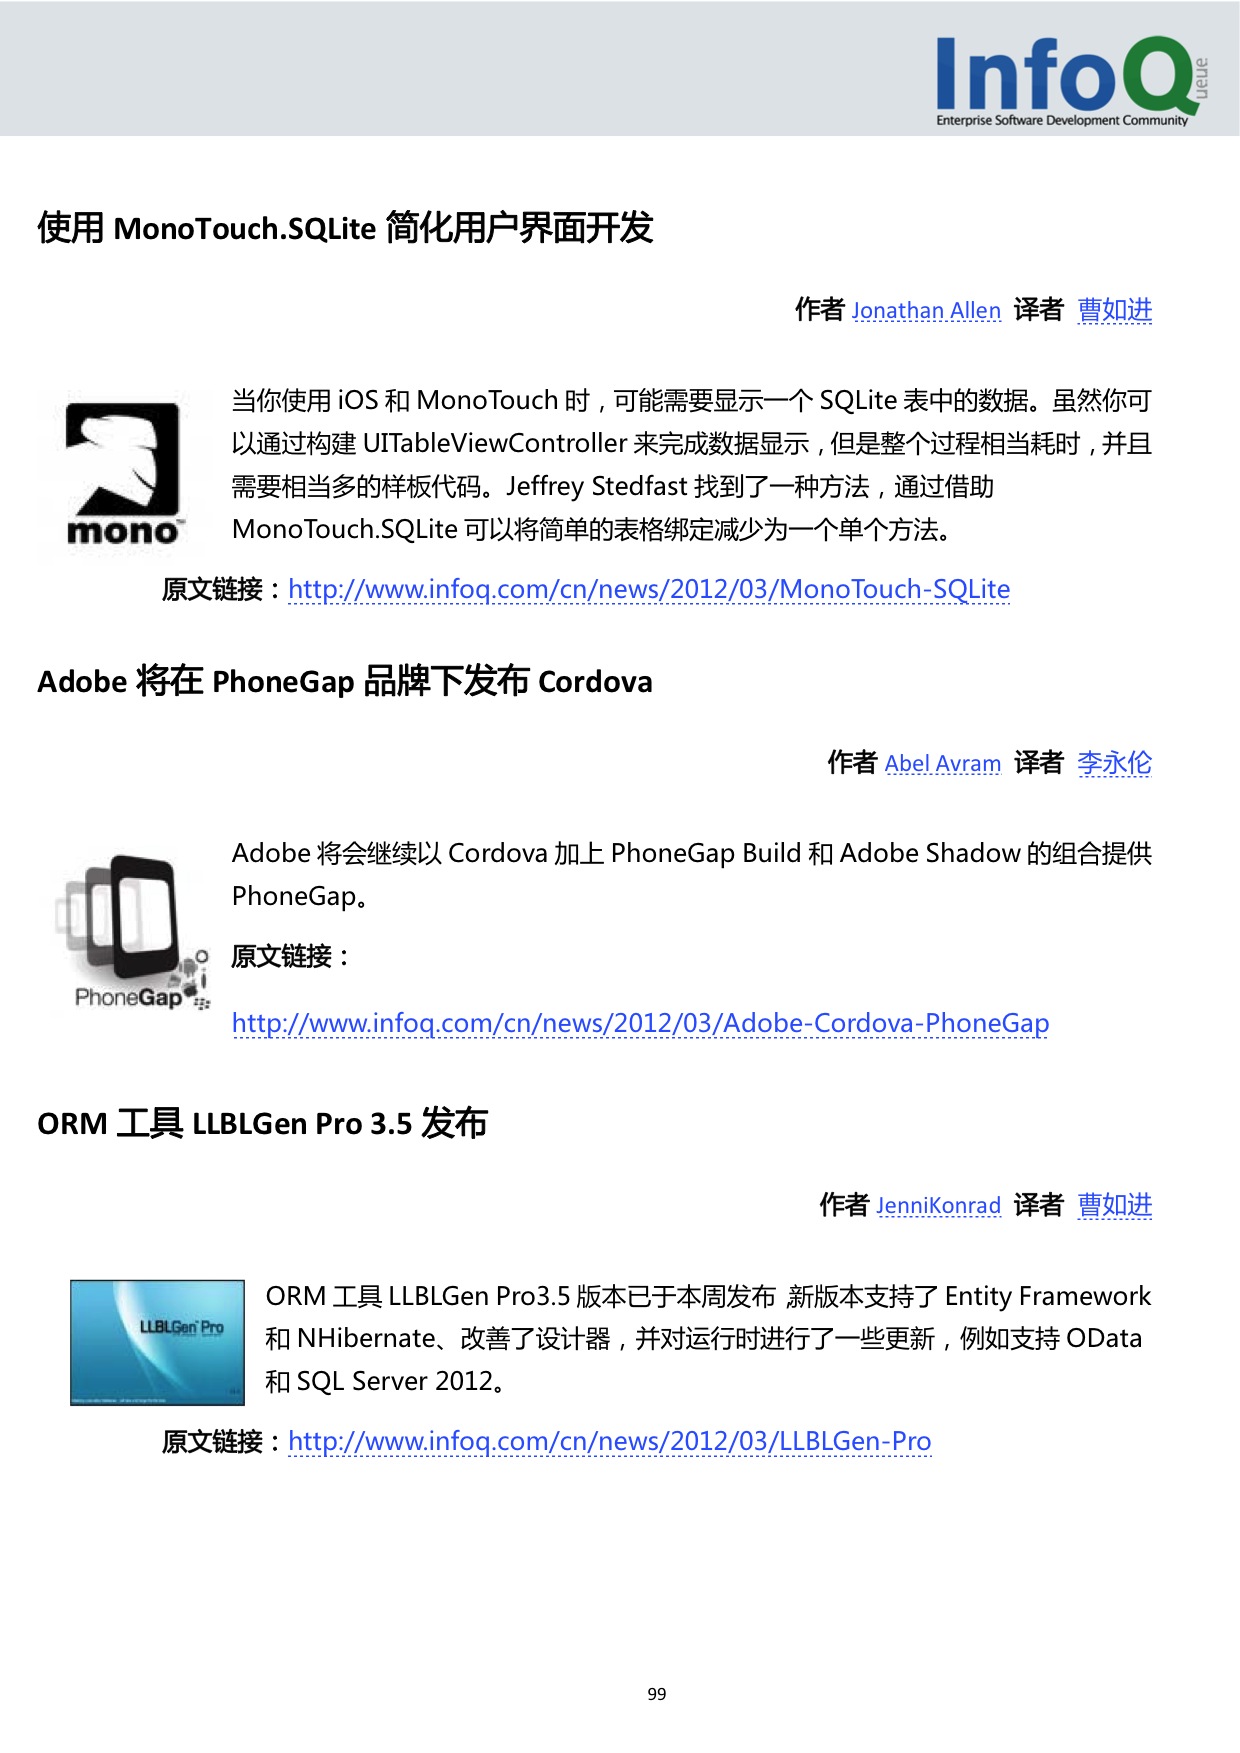 InfoQ
ueue
Enterprise Software Development Community
使用 MonoTouch.SQLite 简化用户界面开发
作者 Jonathan Allen 译者 曹如进
当你使用 iOS 和 MonoTouch 时，可能需要显示一个 SQLite 表中的数据。虽然你可
以通过构建 UITableViewController 来完成数据显示，但是整个过程相当耗时，并且
需要相当多的样板代码。Jeffrey Stedfast 找到了一种方法，通过借助
MonoTouch.SQLite 可以将简单的表格绑定减少为一个单个方法。
mono™
原文链接：http://www.infoq.com/cn/news/2012/03/MonoTouch-SQLite
Adobe 将在 PhoneGap 品牌下发布 Cordova
作者 Abel Avram 译者 李永伦
Adobe 将会继续以 Cordova 加上 PhoneGap Build 和 Adobe Shadow 的组合提供
PhoneGap。
原文链接：
PhoneGap
http://www.infoq.com/cn/news/2012/03/Adobe-Cordova-PhoneGap
ORM 工具 LLBLGen Pro 3.5 发布
作者 JenniKonrad 译者 曹如进
ORM 工具 LLBLGen Pro3.5 版本已于本周发布，新版本支持了 Entity Framework
和 NHibernate、改善了设计器，并对运行时进行了一些更新，例如支持 OData
和 SQL Server 2012。
LLBLGen Pro
原文链接：http://www.infoq.com/cn/news/2012/03/LLBLGen-Pro
99